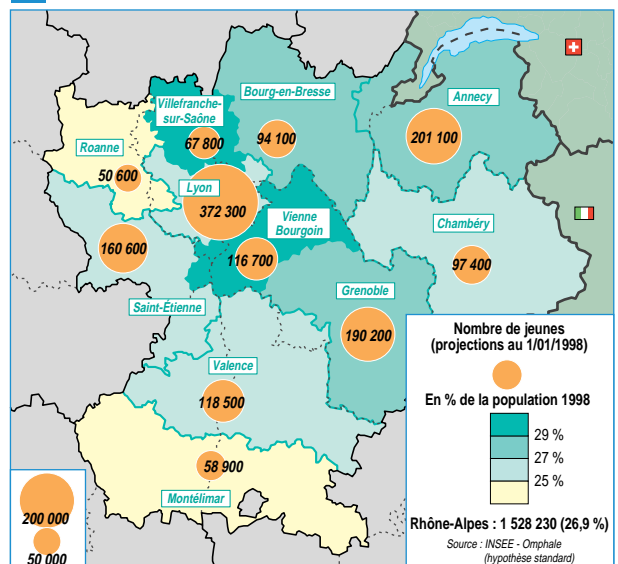 Bourg-en-Bresse
Annecy
Villefranche-
sur-Saône
67 800
94 100
201 100
Roanne
50 600
Lyon
372 300
Vienne
Bourgoin
Chambéry
160 600
116 700
97 400
Grenoble
Saint-Étienne
190 200
Valence
118 500
58 900
Montélimar
200 000
50 000
Nombre de jeunes
(projections au 1/01/1998)
En % de la population 1998
29 %
27 %
25 %
Rhône-Alpes : 1 528 230 (26,9 %)
Source : INSEE - Omphale
(hypothèse standard)